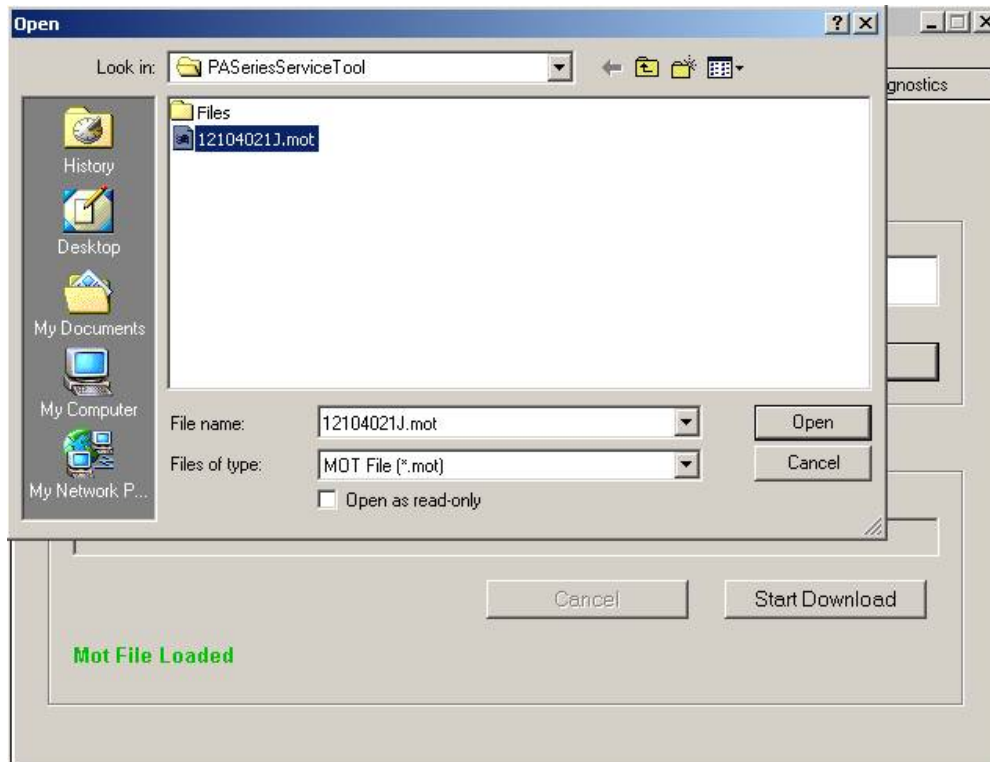 Open
Look in: PASeriesServiceTool
gnostics
Files
12104021J.mot
History
Desktop
My Documents
My Computer
My Network P...
File name: 12104021J.mot Open
Files of type: MOT File (*.mot) Cancel
Open as read-only
Cancel Start Download
Mot File Loaded